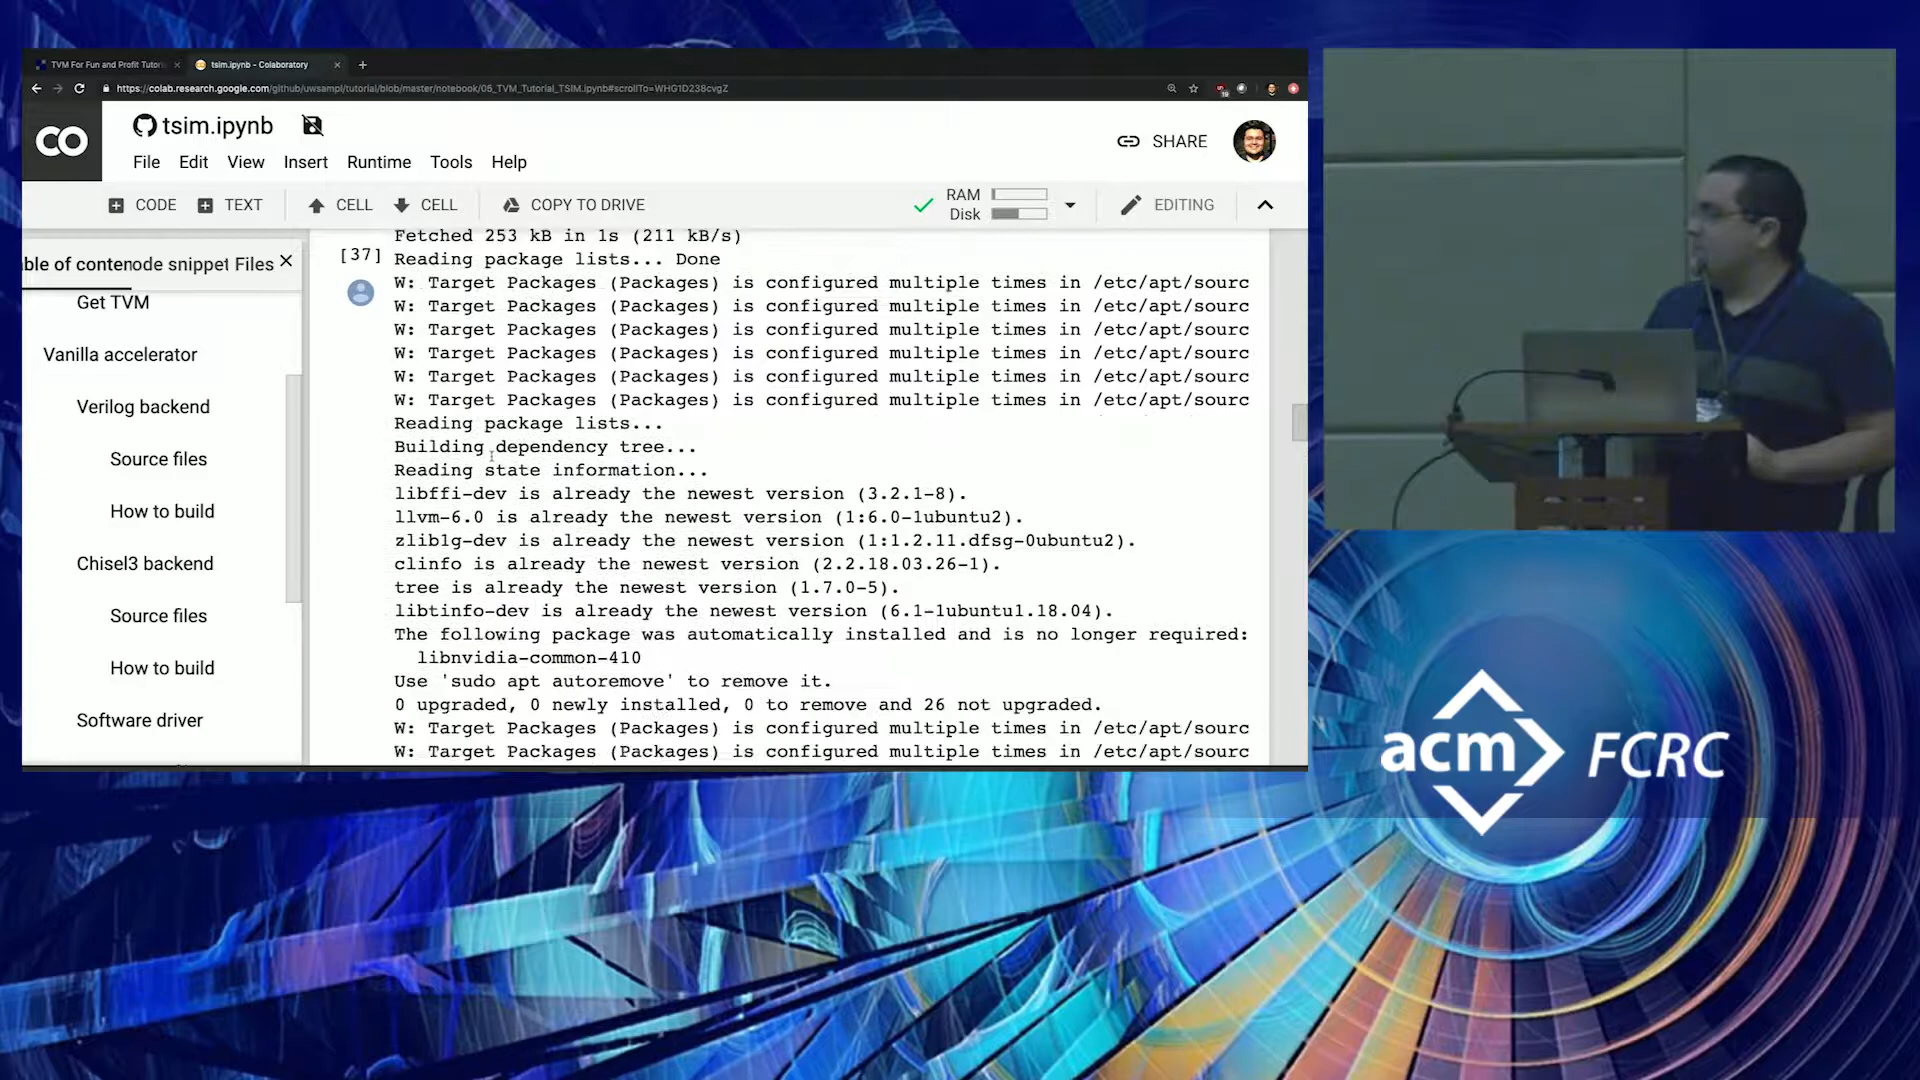 TVM For Fun and Profit Tutori
tsim.ipynb - Colaboratory
https://colab.research.google.com/github/uwsampl/tutorial/blob/master/notebook/05_TVM_Tutorial_TSIM.ipynb#scrollTo=WHG1D238cvgZ
CO
tsim.ipynb
SHARE
File Edit View Insert Runtime Tools Help
CODE TEXT CELL CELL COPY TO DRIVE
RAM
Disk
EDITING
ble of conten ode snippet Files
Get TVM
Vanilla accelerator
Verilog backend
Source files
How to build
Chisel3 backend
Source files
How to build
Software driver
Fetched 253 kB in 1s (211 kB/s)
[37]
Reading package lists... Done
W: Target Packages (Packages) is configured multiple times in /etc/apt/sourc
W: Target Packages (Packages) is configured multiple times in /etc/apt/sourc
W: Target Packages (Packages) is configured multiple times in /etc/apt/sourc
W: Target Packages (Packages) is configured multiple times in /etc/apt/sourc
W: Target Packages (Packages) is configured multiple times in /etc/apt/sourc
W: Target Packages (Packages) is configured multiple times in /etc/apt/sourc
Reading package lists...
Building dependency tree...
Reading state information...
libffi-dev is already the newest version (3.2.1-8).
llvm-6.0 is already the newest version (1:6.0-1ubuntu2).
zlib1g-dev is already the newest version (1:1.2.11.dfsg-0ubuntu2).
clinfo is already the newest version (2.2.18.03.26-1).
tree is already the newest version (1.7.0-5).
libtinfo-dev is already the newest version (6.1-1ubuntu1.18.04).
The following package was automatically installed and is no longer required:
libnvidia-common-410
Use 'sudo apt autoremove' to remove it.
0 upgraded, 0 newly installed, 0 to remove and 26 not upgraded.
W: Target Packages (Packages) is configured multiple times in /etc/apt/sourc
W: Target Packages (Packages) is configured multiple times in /etc/apt/sourc
acm FCRC